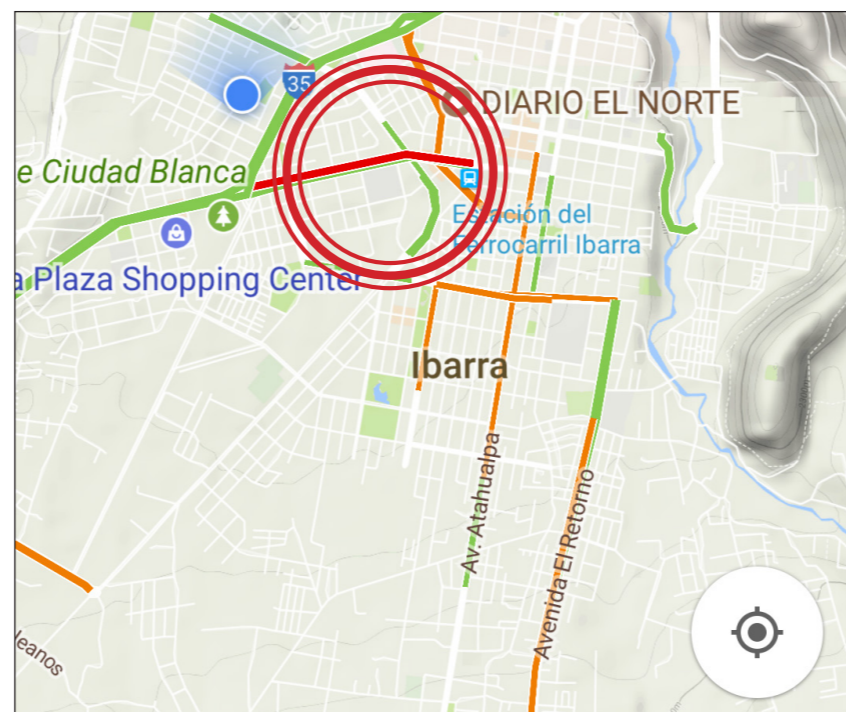 35
DIARIO EL NORTE
e Ciudad Blanca
Estación del
Ferrocarril Ibarra
a Plaza Shopping Center
Ibarra
Av. Atahualpa
Avenida El Retorno
leanos